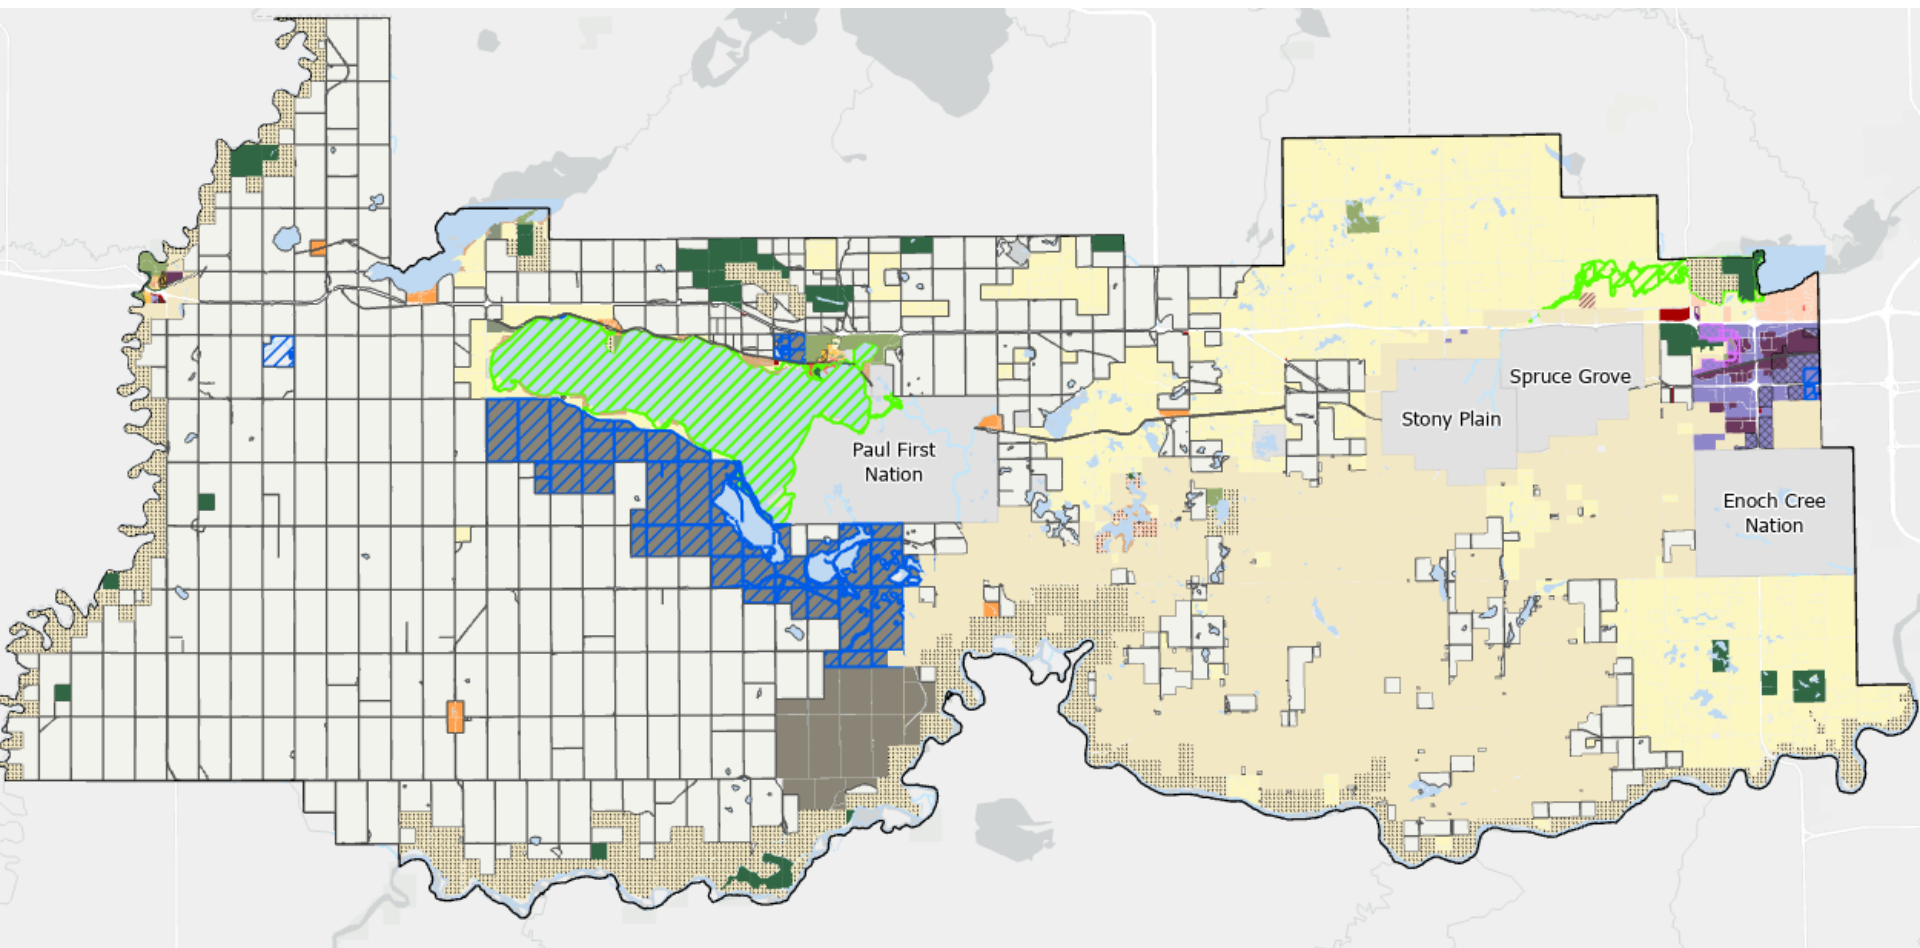 Spruce Grove
Stony Plain
Paul First
Nation
Enoch Cree
Nation